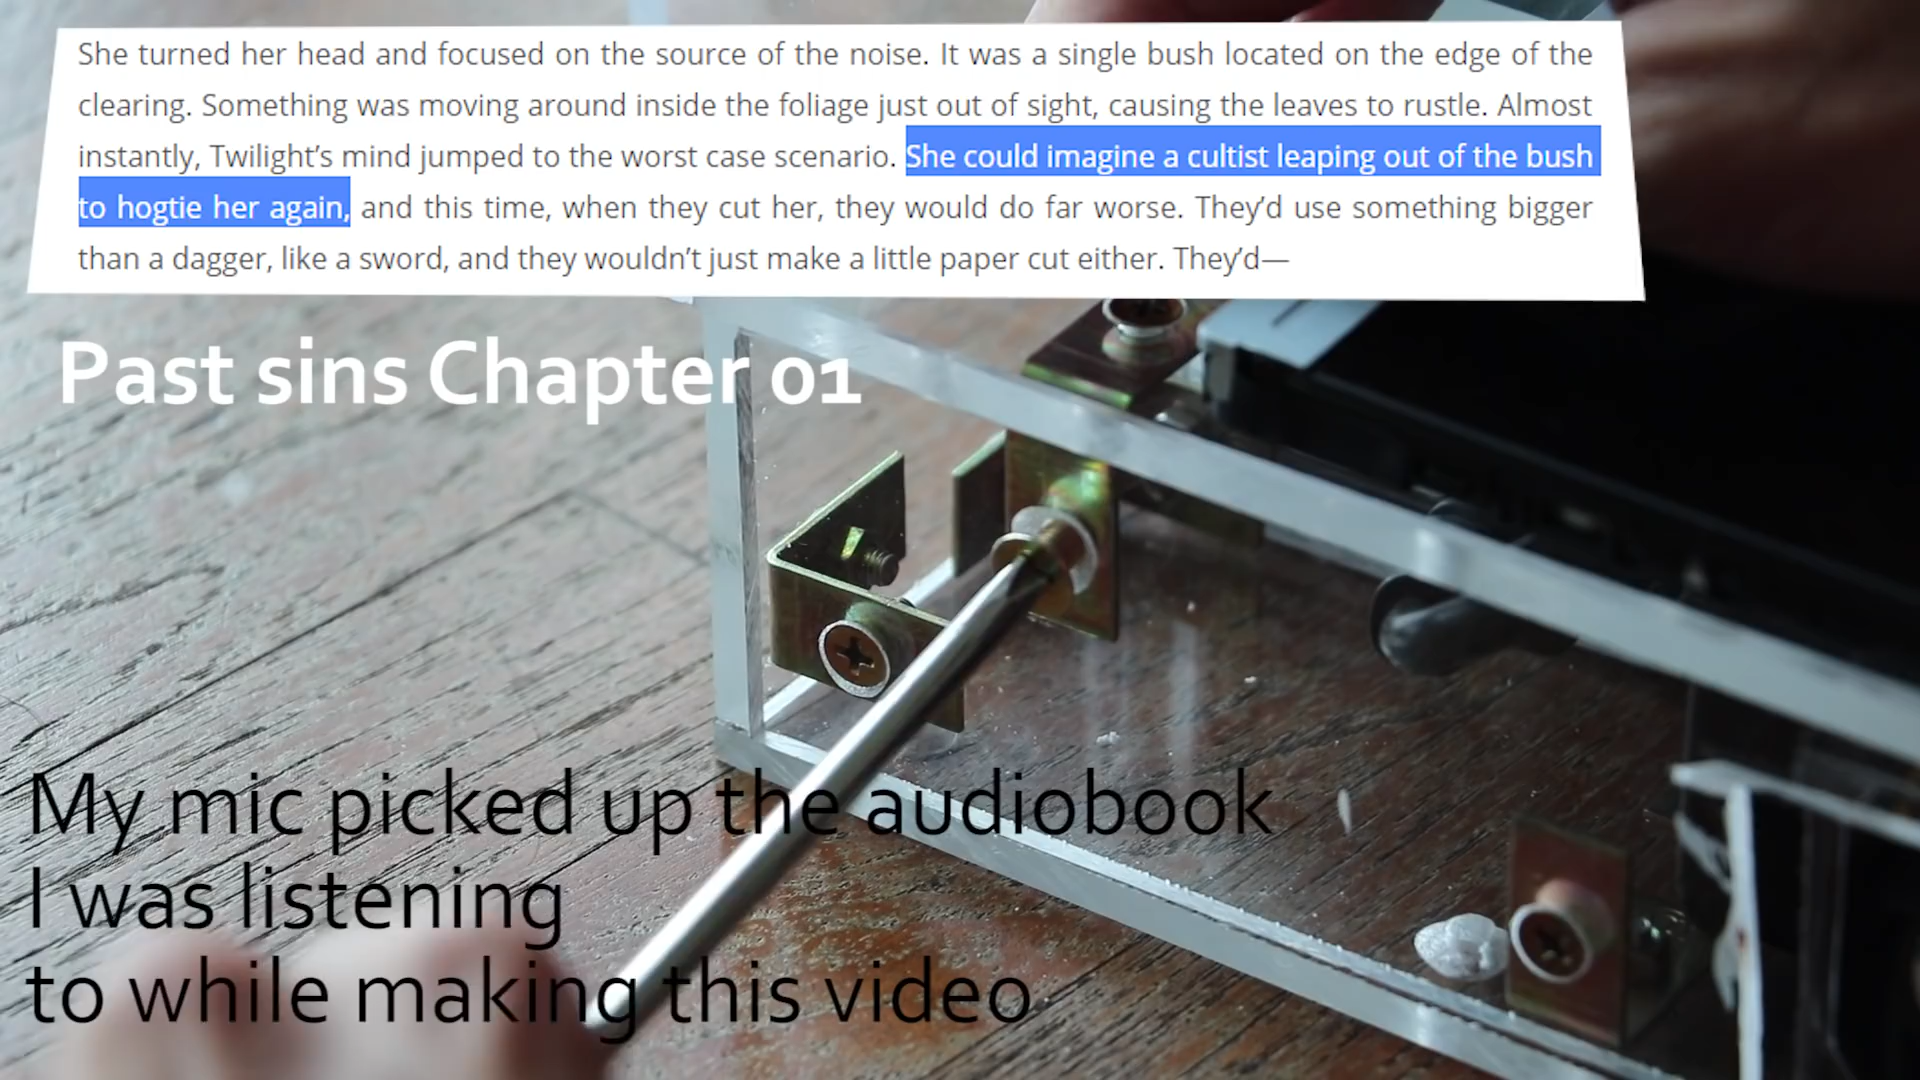 She turned her head and focused on the source of the noise. It was a single bush located on the edge of the
clearing. Something was moving around inside the foliage just out of sight, causing the leaves to rustle. Almost
instantly, Twilight’s mind jumped to the worst case scenario. She could imagine a cultist leaping out of the bush
to hogtie her again, and this time, when they cut her, they would do far worse. They’d use something bigger
than a dagger, like a sword, and they wouldn’t just make a little paper cut either. They’d—
Past sins Chapter 01
My mic picked up the audiobook
I was listening
to while making this video